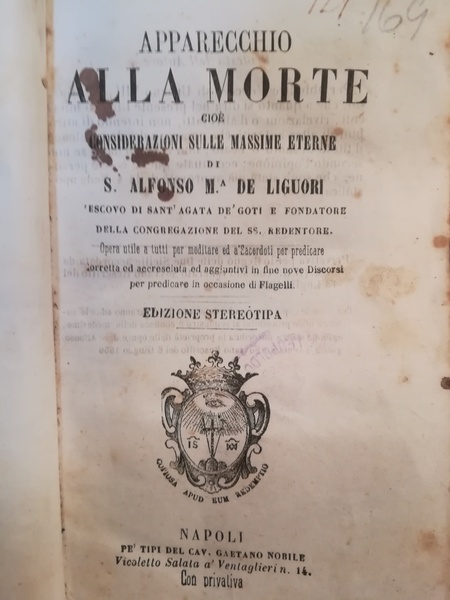 169
APPARECCHIO
ALLA MORTE
CIOÈ
CONSIDERAZIONI SULLE MASSIME ETERNE
DI
S. ALFONSO M.A DE LIGUORI
VESCOVO DI SANT'AGATA DE' GOTI E FONDATORE
DELLA CONGREGAZIONE DEL SS. REDENTORE.
Opera utile a tutti per meditare ed a'Sacerdoti per predicare
corretta ed accresciuta ed aggiuntivi in fine nove Discorsi
per predicare in occasione di Flagelli.
EDIZIONE STEREOTIPA
COPIOSA APUD EUM REDEMPTIO
NAPOLI
PE' TIPI DEL CAV. GAETANO NOBILE
Vicoletto Salata a' Ventaglieri n. 14.
Con privativa